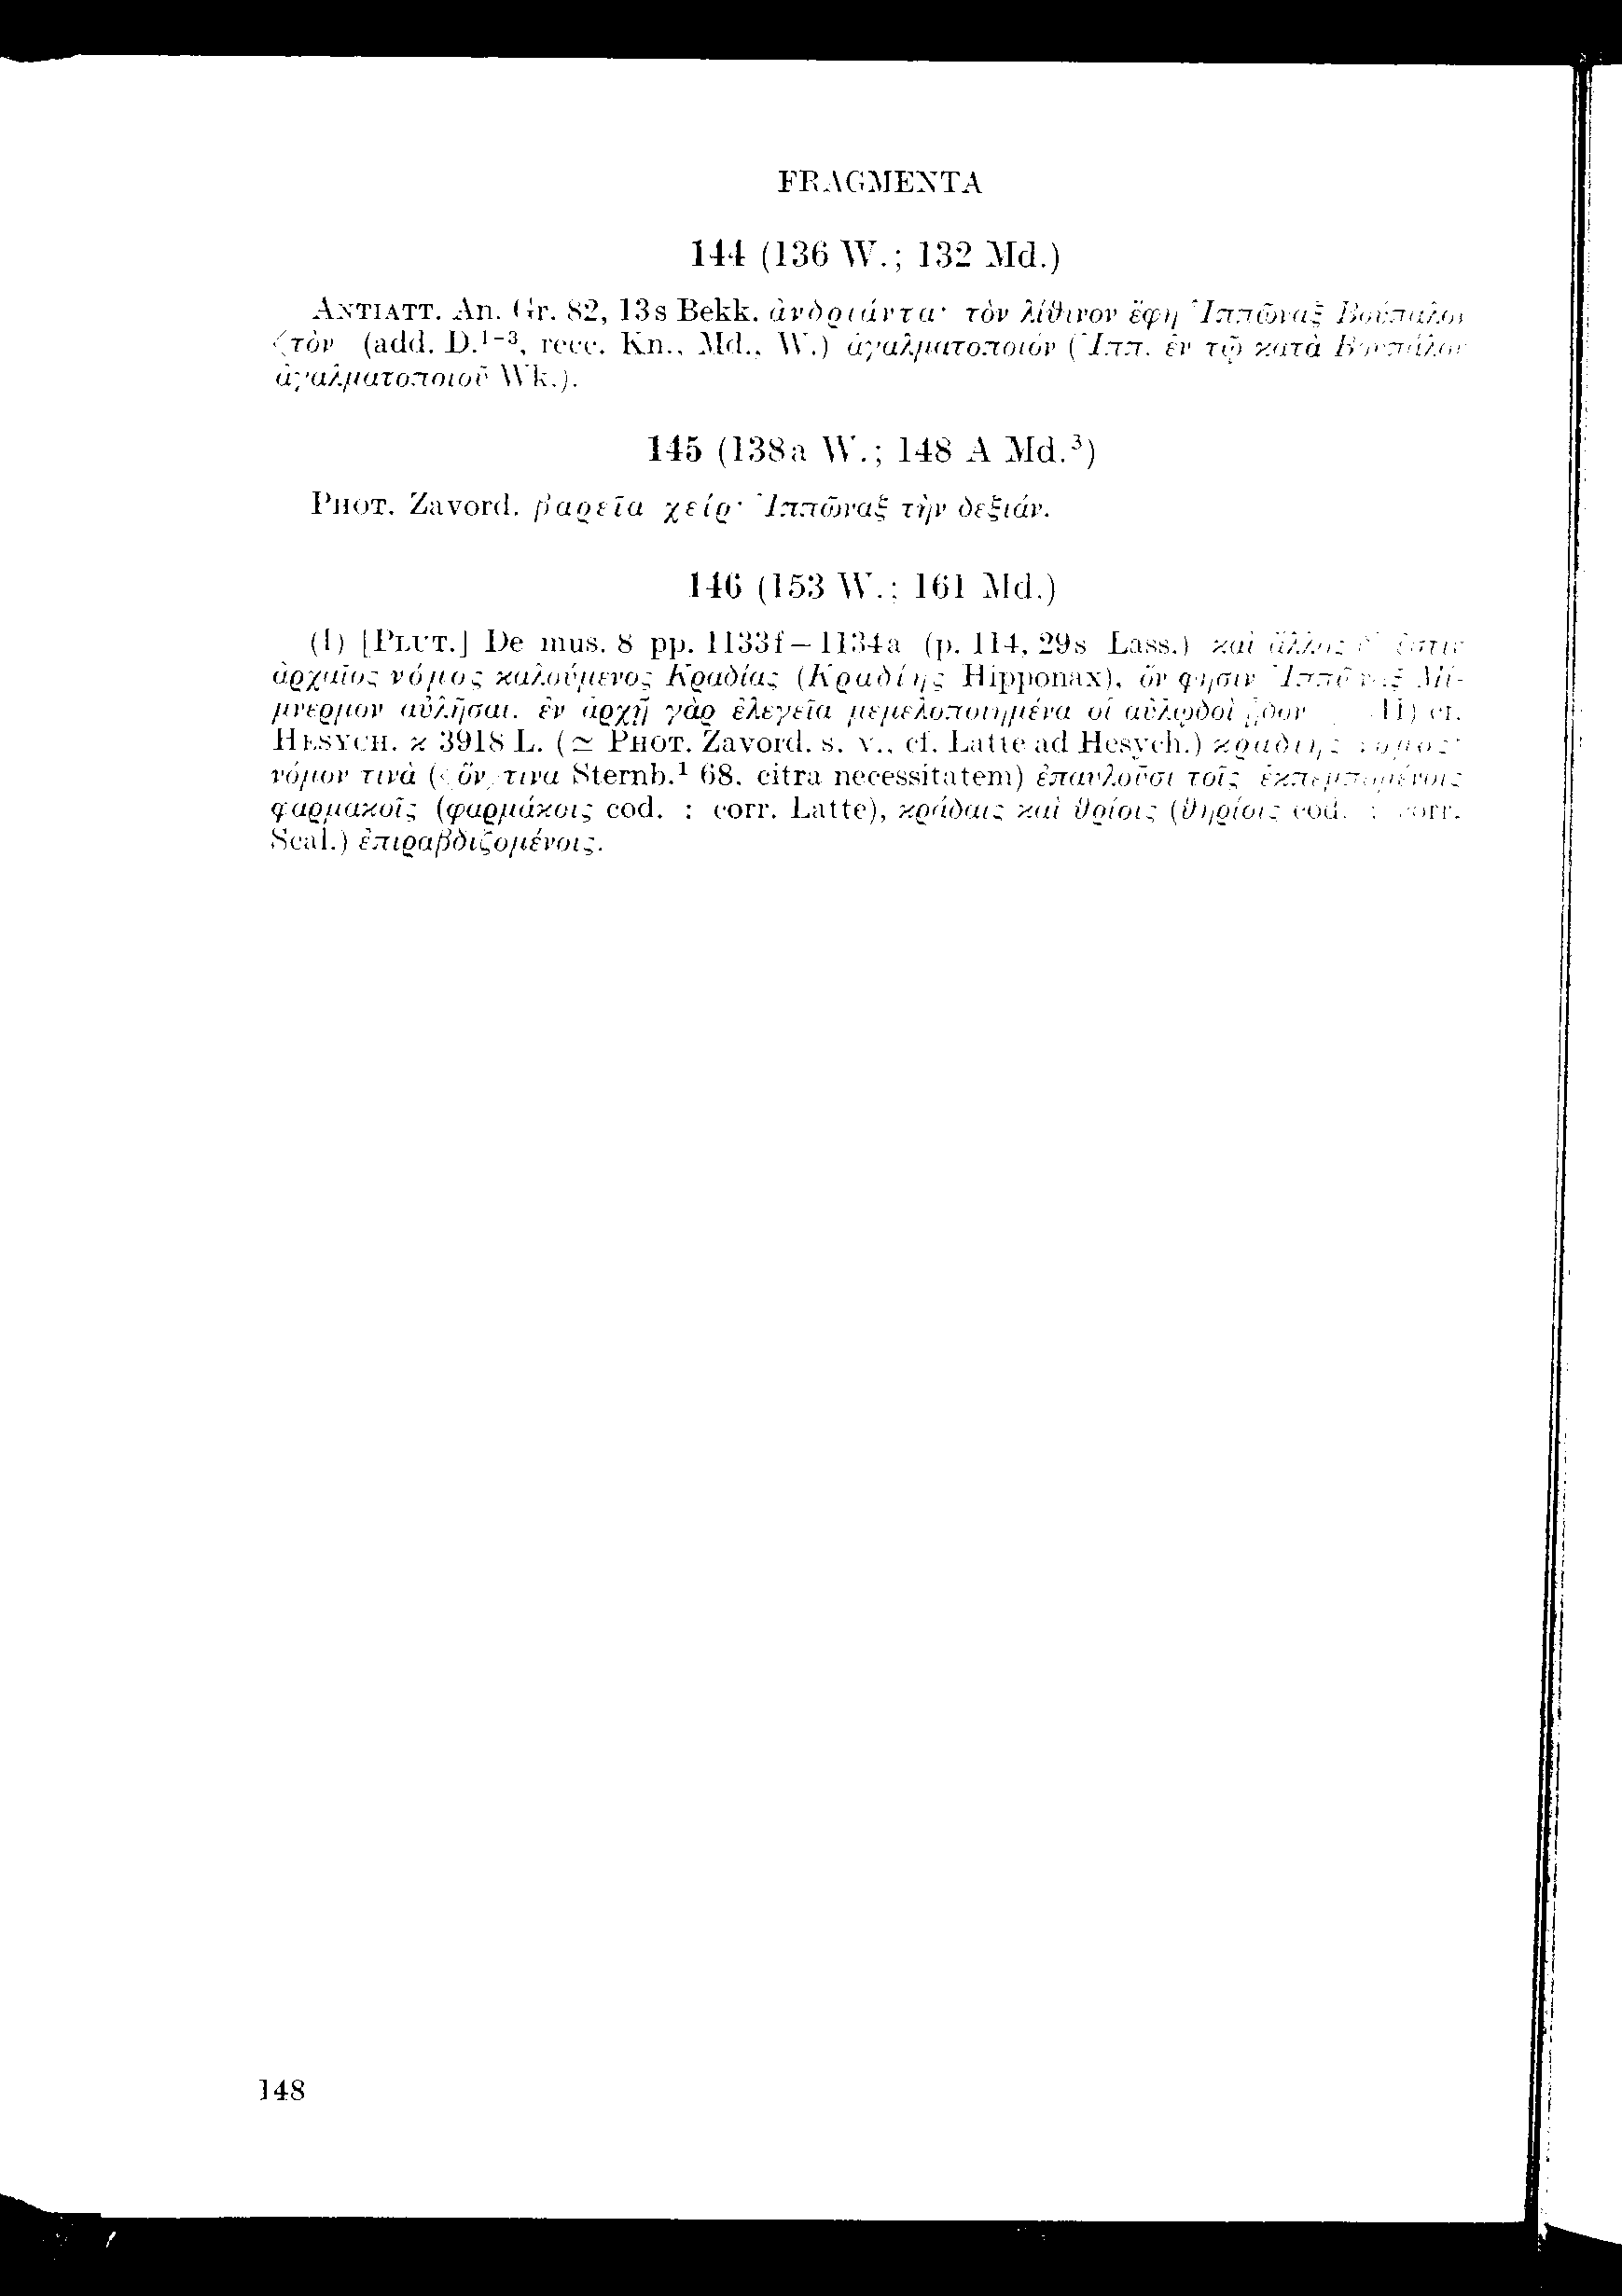 FRAGMENTA
144 (136 W.; 132 Md.)
ANTIATT. An. Gr. 82, 13s Bekk. ἀνδριάντα· τὸν λίθινον ἔφη Ἱππῶναξ Βούπαλον
⟨τὸν⟩ (add. D.¹⁻³, recc. Kn., Md., W.) ἀγαλματοποιόν (Ἱππ. ἐν τῷ κατὰ Βουπάλου
ἀγαλματοποιοῦ Wk.).
145 (138a W.; 148 A Md.³)
PHOT. Zavord. βαρεῖα χείρ· Ἱππῶναξ τὴν δεξιάν.
146 (153 W.; 161 Md.)
(I) [PLUT.] De mus. 8 pp. 1133f–1134a (p. 114, 29s Lass.) καὶ ἄλλος δ’ ἐστιν
ἀρχαῖος νόμος καλούμενος Κραδίας (Κραδίης Hipponax), ὅν φησιν Ἱππῶναξ Μί-
μνερμον αὐλῆσαι. ἐν ἀρχῇ γὰρ ἐλεγεῖα μεμελοποιημένα οἱ αὐλῳδοὶ ᾖδον II) cf.
HESYCH. κ 3918 L. (≃ PHOT. Zavord. s. v., cf. Latte ad Hesych.) κραδίης νόμος·
νόμον τινὰ (⟨ὅν⟩ τινα Sternb.¹ 68, citra necessitatem) ἐπαυλοῦσι τοῖς ἐκπεμπομένοις
φαρμακοῖς (φαρμάκοις cod. : corr. Latte), κράδαις καὶ θρίοις (θηρίοις cod. : corr.
Scal.) ἐπιραβδιζομένοις.
148